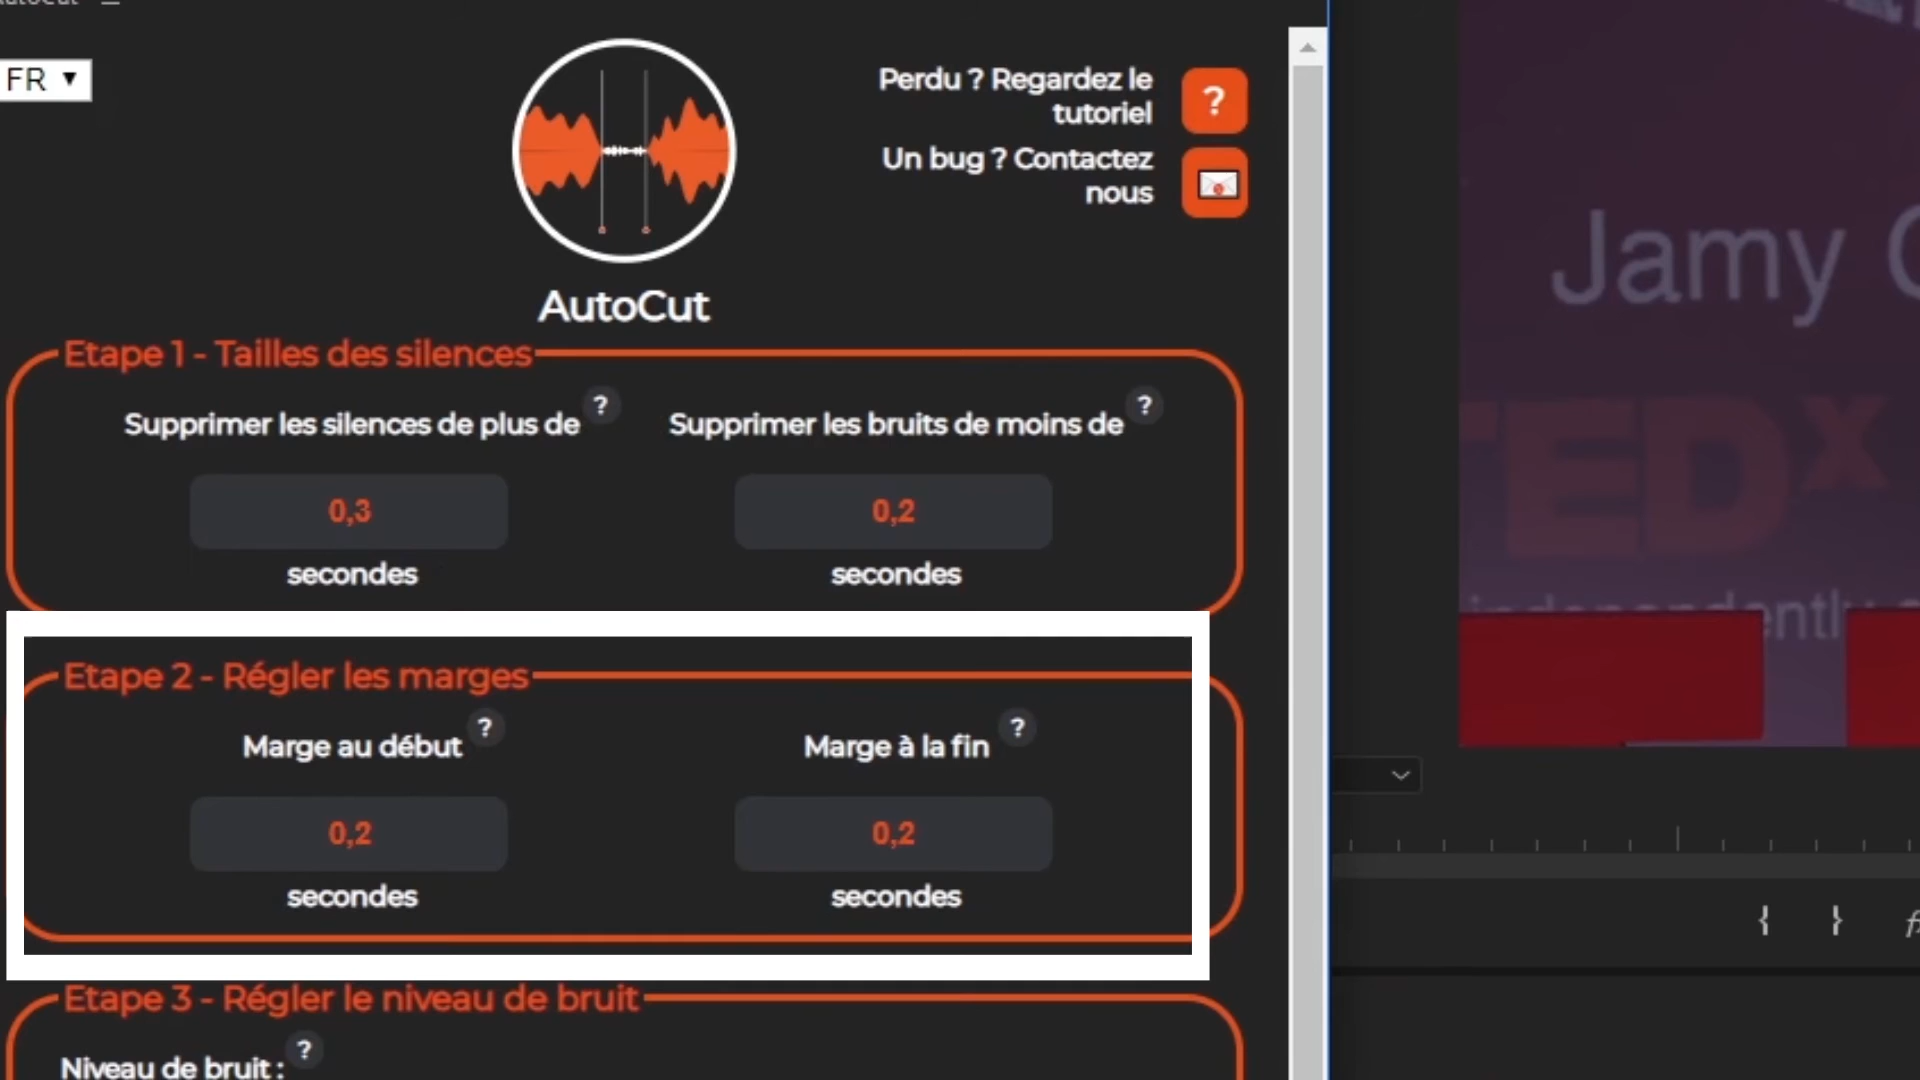 FR ▼
Perdu ? Regardez le
tutoriel
?
Un bug ? Contactez
nous
AutoCut
Etape 1 - Tailles des silences
Supprimer les silences de plus de ?
Supprimer les bruits de moins de ?
0,3
0,2
secondes
secondes
Etape 2 - Régler les marges
Marge au début ?
Marge à la fin ?
0,2
0,2
secondes
secondes
Etape 3 - Régler le niveau de bruit
Niveau de bruit : ?
Jamy
TEDx
independently
{ }